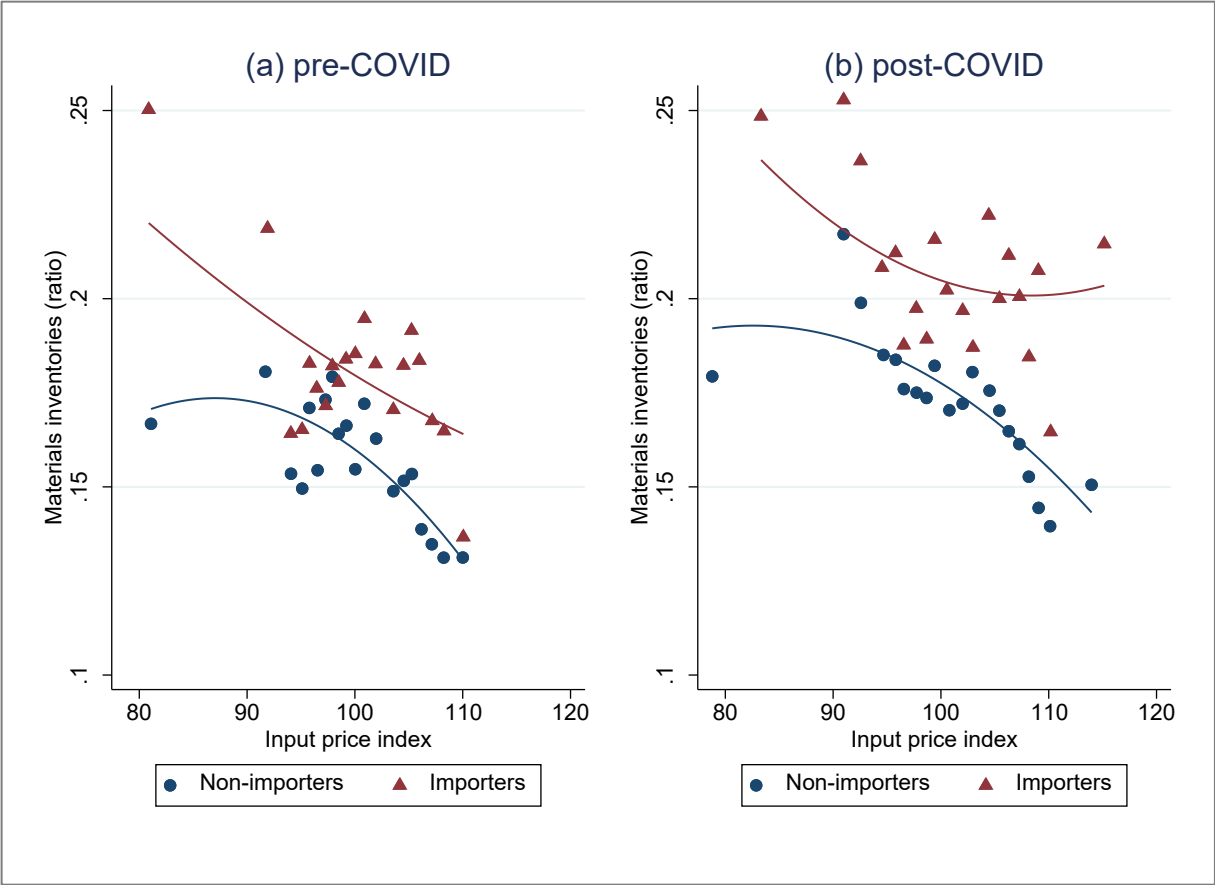 (a) pre-COVID
Materials inventories (ratio)
.25
.2
.15
.1
80 90 100 110 120
Input price index
Non-importers Importers
(b) post-COVID
Materials inventories (ratio)
.25
.2
.15
.1
80 90 100 110 120
Input price index
Non-importers Importers